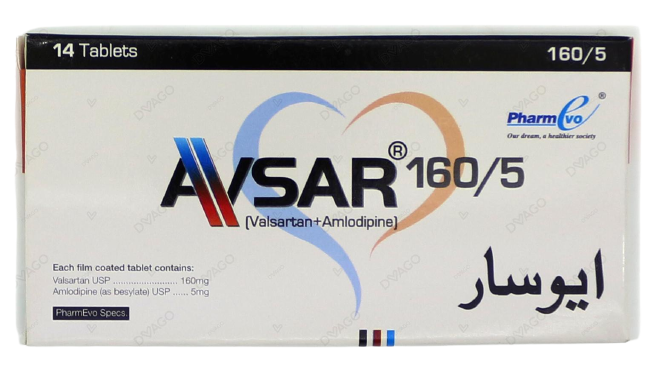 14 Tablets 160/5
PharmEvo®
Our dream, a healthier society
AVSAR® 160/5
(Valsartan+Amlodipine)
ایوسار
Each film coated tablet contains:
Valsartan USP .......................... 160mg
Amlodipine (as besylate) USP ...... 5mg
PharmEvo Specs.
DVAGO